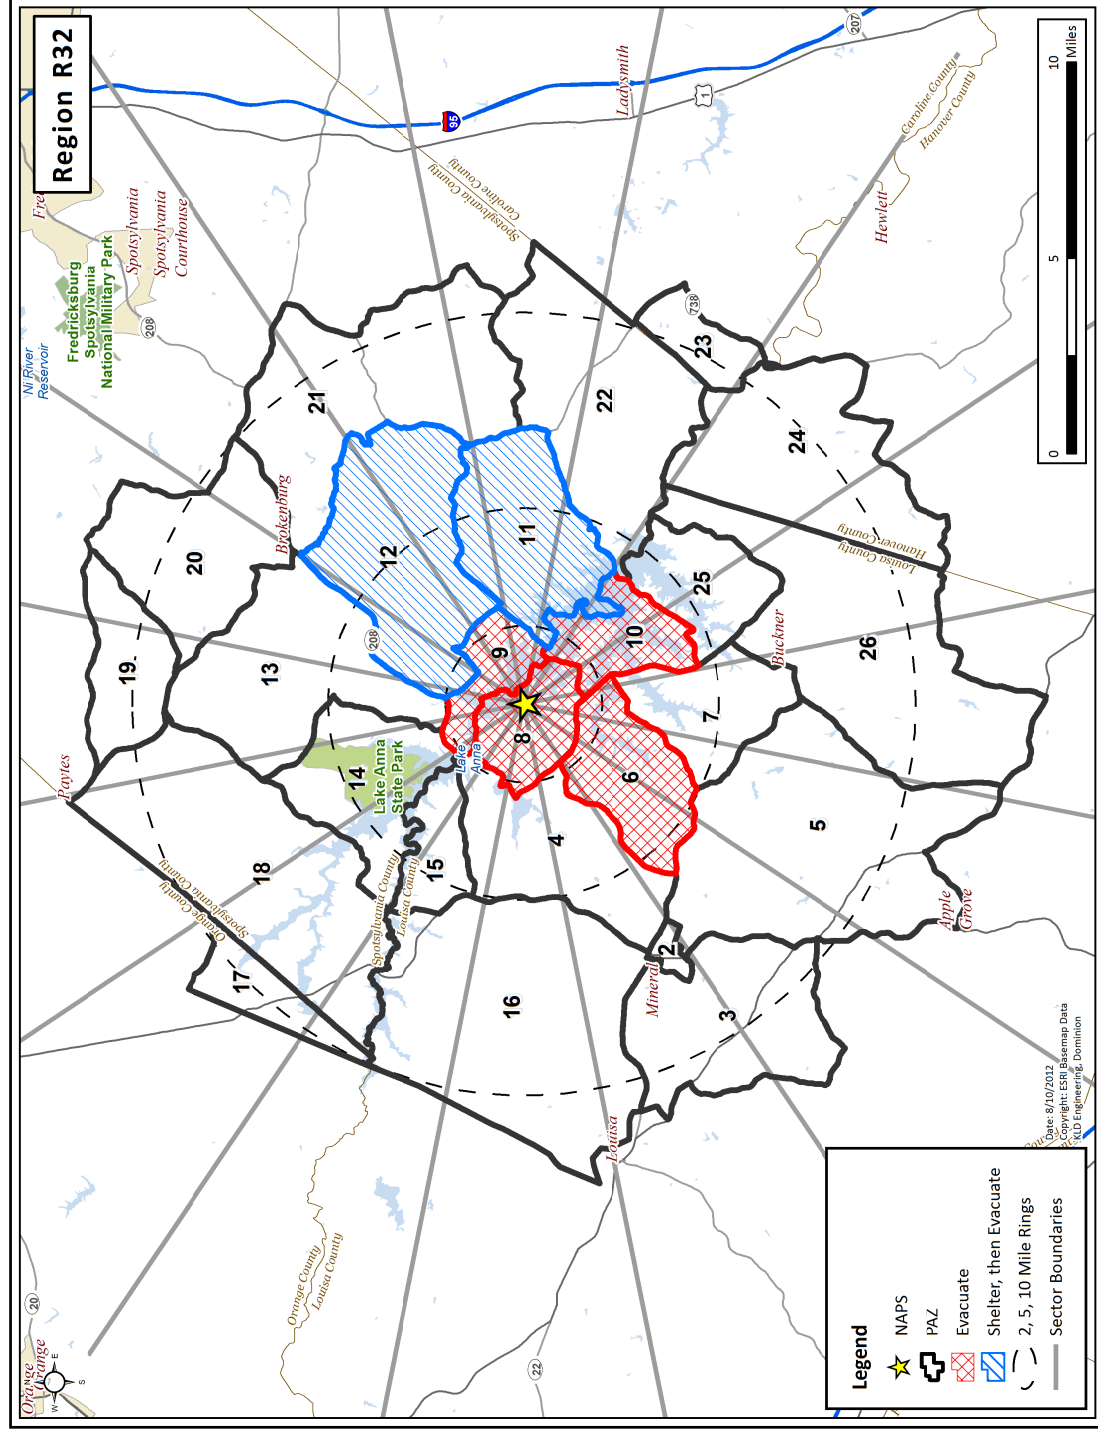 Region R32
Fredricksburg
Spotsylvania
National Military Park
Ni River
Reservoir
Fre
Spotsylvania
Spotsylvania
Courthouse
208
95
1
207
Ladysmith
Caroline County
Spotsylvania County
Caroline County
Hanover County
Hewlett
738
Brokenburg
Paytes
208
Lake Anna
State Park
Lake
Anna
Orange County
Spotsylvania County
Spotsylvania County
Louisa County
Hanover County
Louisa County
Buckner
Mineral
Apple
Grove
Louisa
Orange County
Louisa County
20
22
Orange
Orange
N
E
S
W
2
3
4
5
6
7
8
9
10
11
12
13
14
15
16
17
18
19
20
21
22
23
24
25
26
0
5
10
Miles
Legend
NAPS
PAZ
Evacuate
Shelter, then Evacuate
2, 5, 10 Mile Rings
Sector Boundaries
Date: 8/10/2012
Copyright: ESRI Basemap Data
KLD Engineering, Dominion